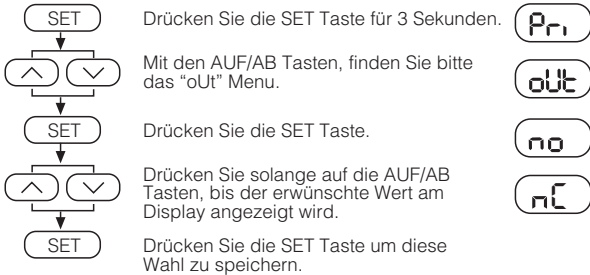 SET
Drücken Sie die SET Taste für 3 Sekunden.
Pri
Mit den AUF/AB Tasten, finden Sie bitte
das “oUt” Menu.
oUt
SET
Drücken Sie die SET Taste.
no
Drücken Sie solange auf die AUF/AB
Tasten, bis der erwünschte Wert am
Display angezeigt wird.
nC
SET
Drücken Sie die SET Taste um diese
Wahl zu speichern.